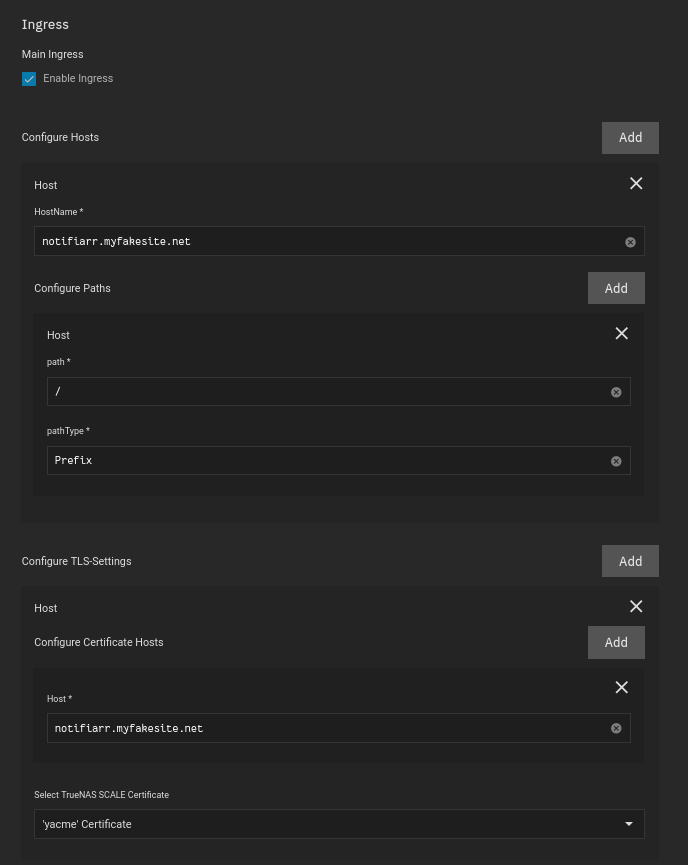 Ingress
Main Ingress
Enable Ingress
Configure Hosts
Add
Host
HostName *
notifiarr.myfakesite.net
Configure Paths
Add
Host
path *
/
pathType *
Prefix
Configure TLS-Settings
Add
Host
Configure Certificate Hosts
Add
Host *
notifiarr.myfakesite.net
Select TrueNAS SCALE Certificate
'yacme' Certificate